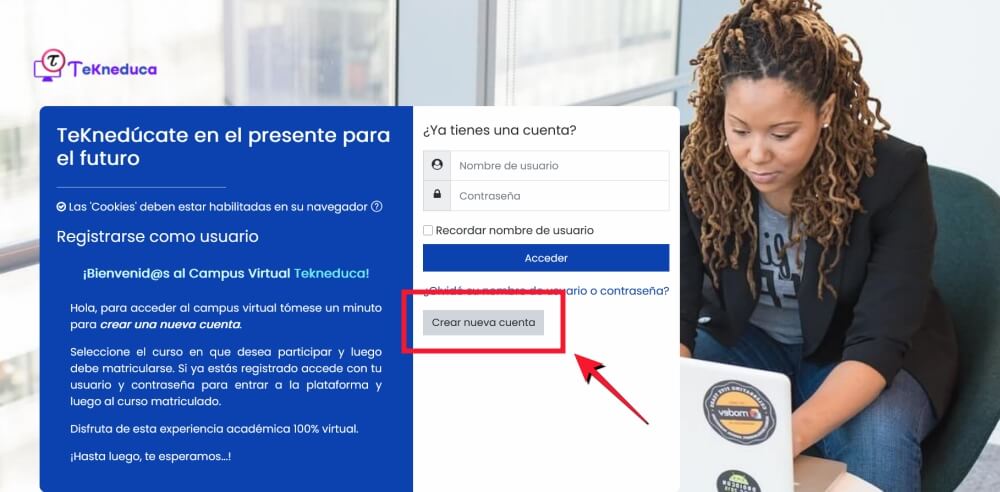 TeKneduca
TeKnedúcate en el presente para
el futuro
Las 'Cookies' deben estar habilitadas en su navegador
Registrarse como usuario
¡Bienvenid@s al Campus Virtual Tekneduca!
Hola, para acceder al campus virtual tómese un minuto
para crear una nueva cuenta.
Seleccione el curso en que desea participar y luego
debe matricularse. Si ya estás registrado accede con tu
usuario y contraseña para entrar a la plataforma y
luego al curso matriculado.
Disfruta de esta experiencia académica 100% virtual.
¡Hasta luego, te esperamos...!
¿Ya tienes una cuenta?
Nombre de usuario
Contraseña
Recordar nombre de usuario
Acceder
¿Olvidó su nombre de usuario o contraseña?
Crear nueva cuenta